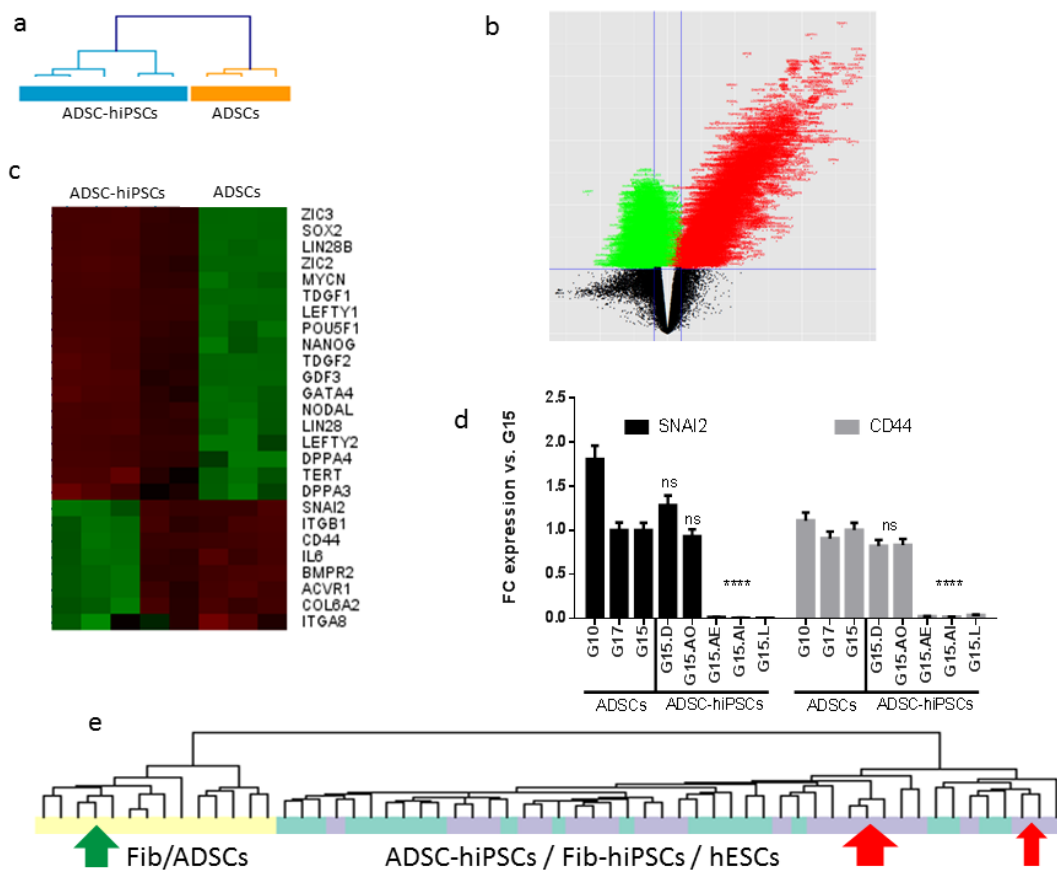 a
ADSC-hiPSCs
ADSCs
b
c
ADSC-hiPSCs
ADSCs
ZIC3
SOX2
LIN28B
ZIC2
MYCN
TDGF1
LEFTY1
POU5F1
NANOG
TDGF2
GDF3
GATA4
NODAL
LIN28
LEFTY2
DPPA4
TERT
DPPA3
SNAI2
ITGB1
CD44
IL6
BMPR2
ACVR1
COL6A2
ITGA8
d
FC expression vs. G15
2.5
2.0
1.5
1.0
0.5
0.0
SNAI2
CD44
ns
ns
****
ns
****
G10
G17
G15
G15.D
G15.AO
G15.AE
G15.AI
G15.L
G10
G17
G15
G15.D
G15.AO
G15.AE
G15.AI
G15.L
ADSCs
ADSC-hiPSCs
ADSCs
ADSC-hiPSCs
e
Fib/ADSCs
ADSC-hiPSCs / Fib-hiPSCs / hESCs